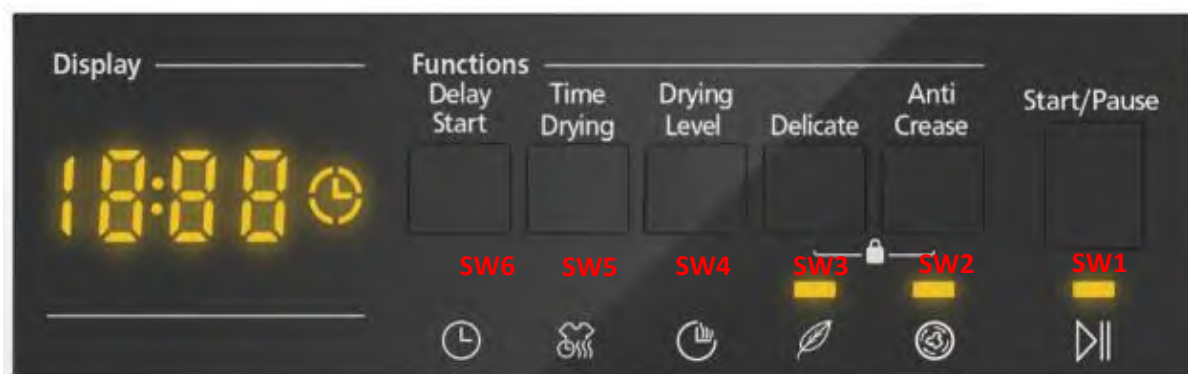 Display
Functions
Delay Start
Time Drying
Drying Level
Delicate
Anti Crease
Start/Pause
18:88
SW6 SW5 SW4 SW3 SW2 SW1